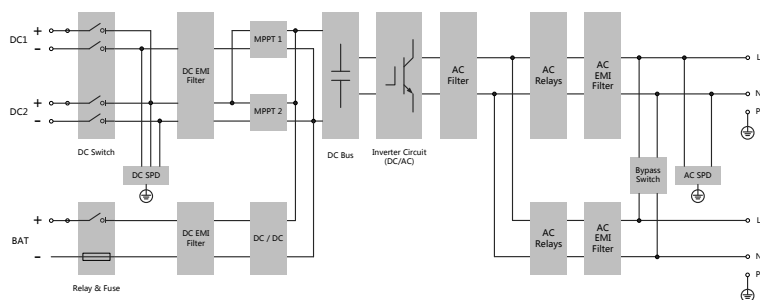 DC1
+
−
DC2
+
−
DC Switch
DC SPD
DC EMI
Filter
MPPT 1
MPPT 2
DC Bus
Inverter Circuit
(DC/AC)
AC
Filter
AC
Relays
AC
EMI
Filter
L
N
P
Bypass
Switch
AC SPD
BAT
+
−
Relay & Fuse
DC EMI
Filter
DC / DC
AC
Relays
AC
EMI
Filter
L
N
P